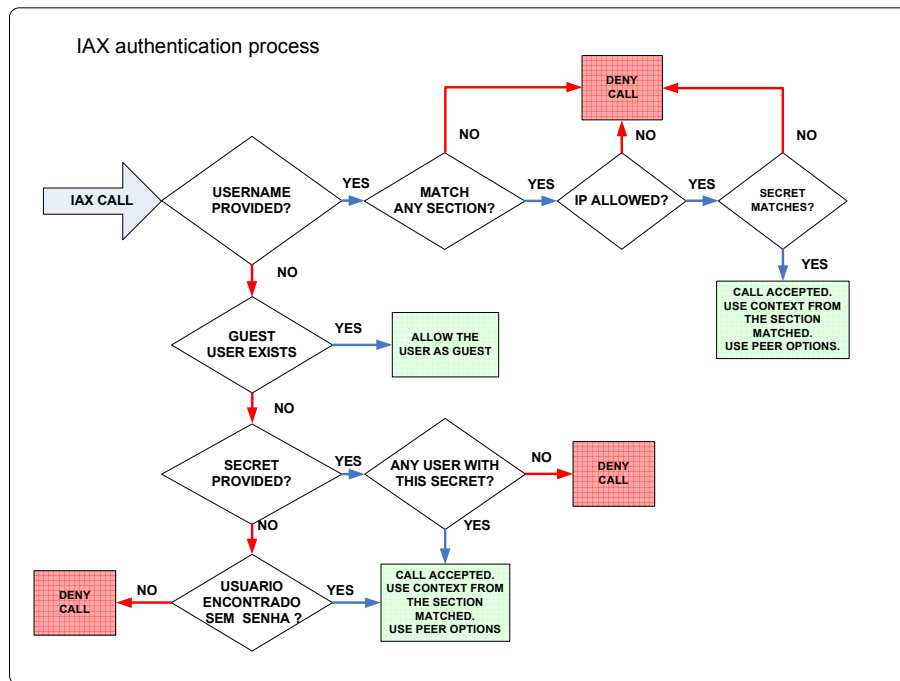 IAX authentication process
DENY
CALL
NO
NO
NO
IAX CALL
USERNAME
PROVIDED?
YES
MATCH
ANY SECTION?
YES
IP ALLOWED?
YES
SECRET
MATCHES?
NO
YES
CALL ACCEPTED.
USE CONTEXT FROM
THE SECTION
MATCHED.
USE PEER OPTIONS.
GUEST
USER EXISTS
YES
ALLOW THE
USER AS GUEST
NO
SECRET
PROVIDED?
YES
ANY USER WITH
THIS SECRET?
NO
DENY
CALL
NO
YES
DENY
CALL
NO
USUARIO
ENCONTRADO
SEM SENHA ?
YES
CALL ACCEPTED.
USE CONTEXT FROM
THE SECTION
MATCHED.
USE PEER OPTIONS